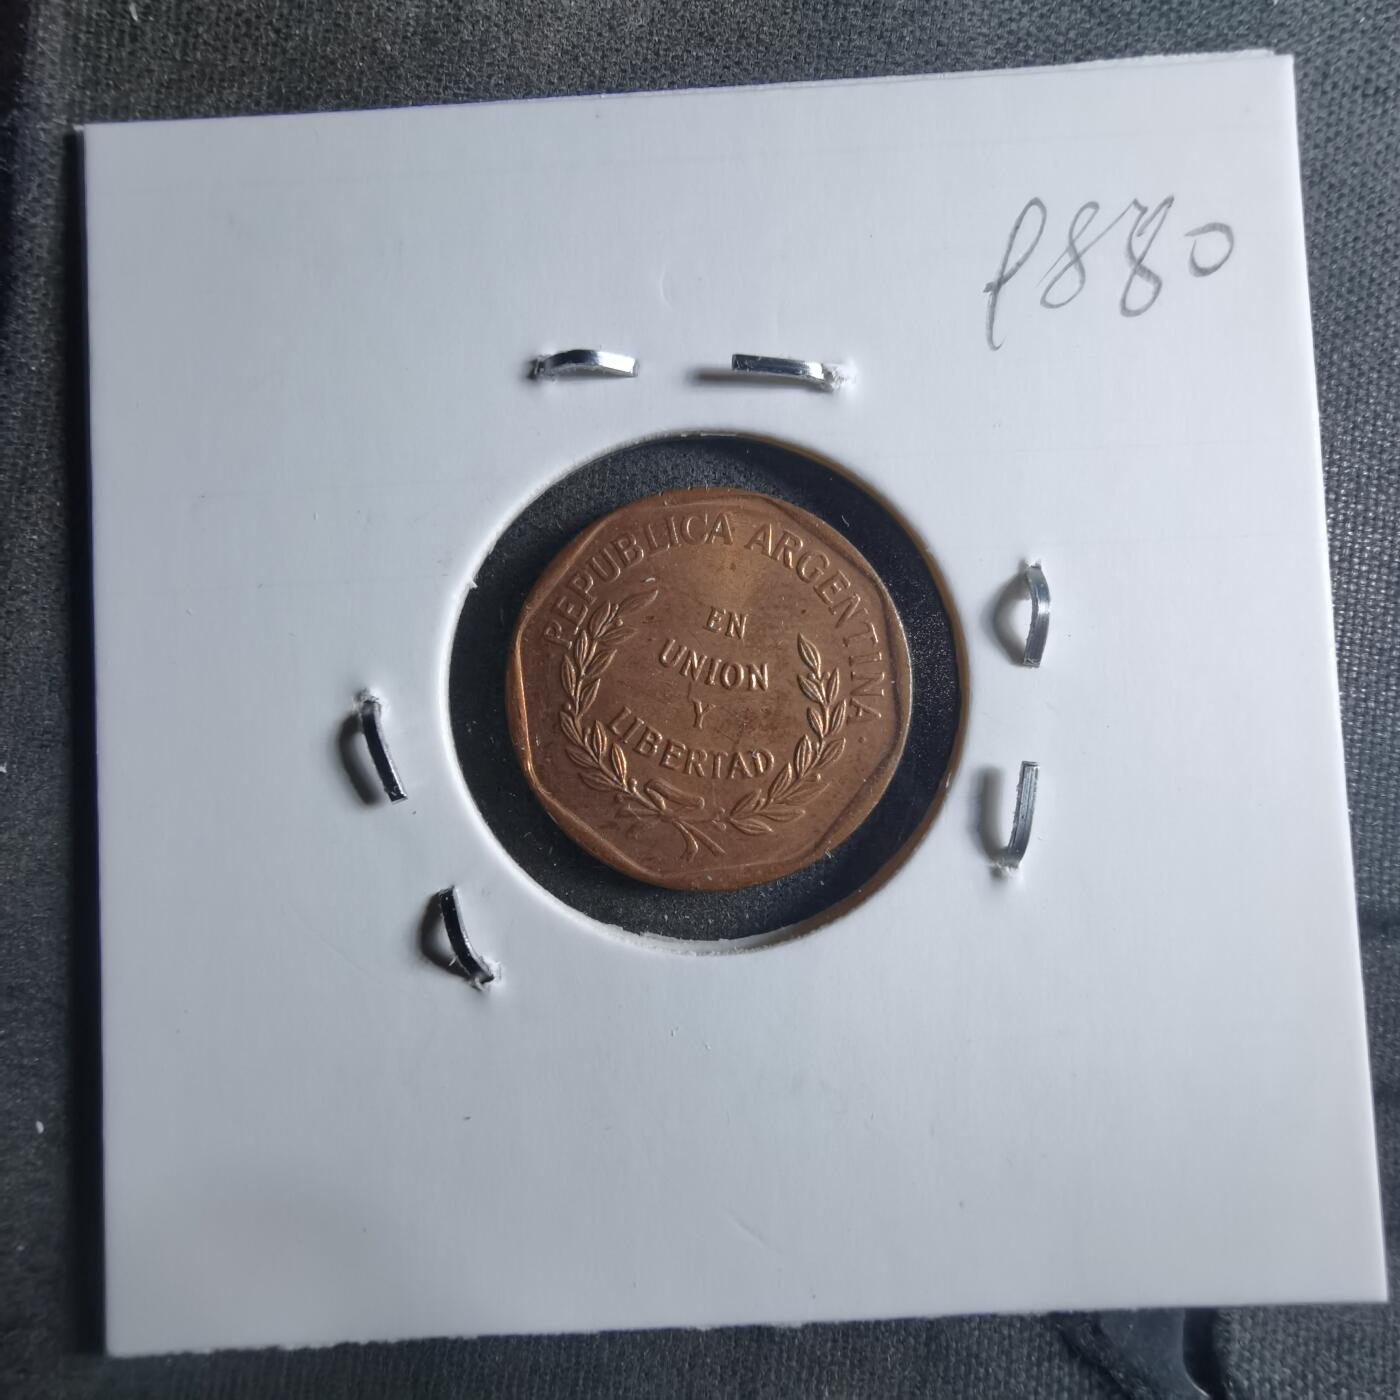 P880
REPUBLICA ARGENTINA.
EN
UNION
Y
LIBERTAD